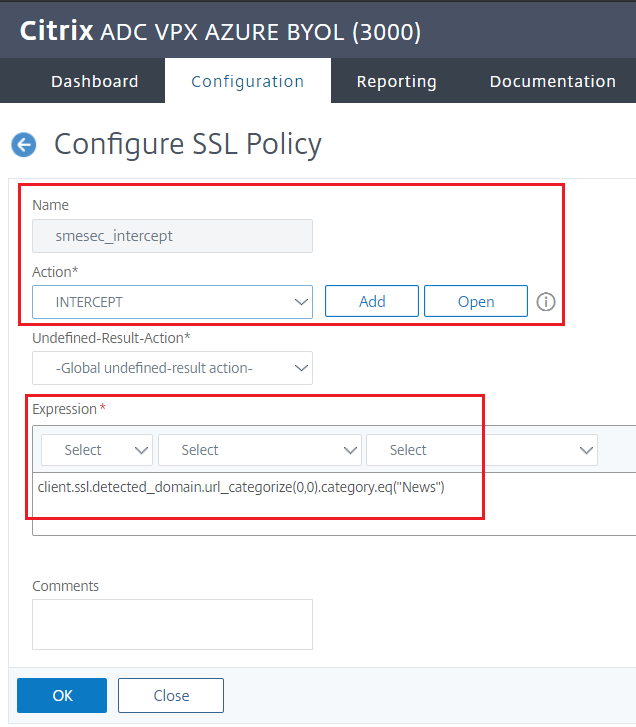 Citrix ADC VPX AZURE BYOL (3000)
Dashboard Configuration Reporting Documentation
Configure SSL Policy
Name
smesec_intercept
Action*
INTERCEPT Add Open i
Undefined-Result-Action*
-Global undefined-result action-
Expression *
Select Select Select
client.ssl.detected_domain.url_categorize(0,0).category.eq("News")
Comments
OK Close